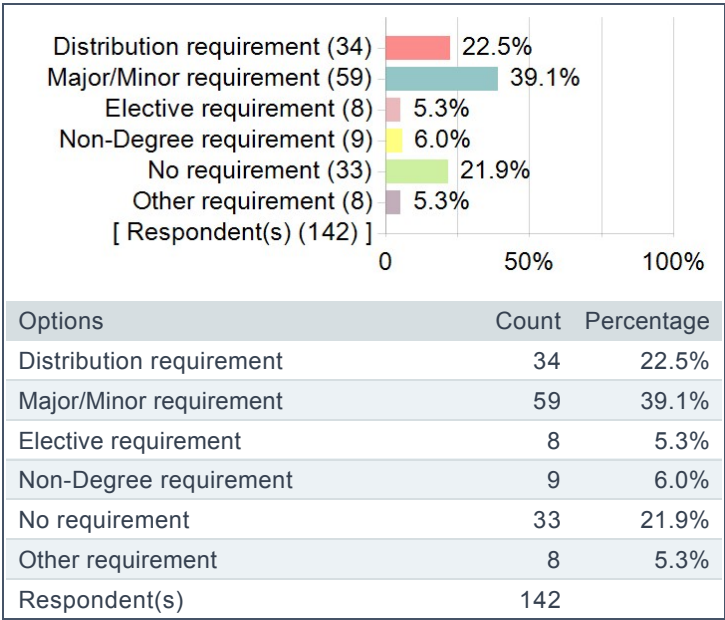 Distribution requirement (34) 22.5%
Major/Minor requirement (59) 39.1%
Elective requirement (8) 5.3%
Non-Degree requirement (9) 6.0%
No requirement (33) 21.9%
Other requirement (8) 5.3%
[ Respondent(s) (142) ]
0 50% 100%
Options Count Percentage
Distribution requirement 34 22.5%
Major/Minor requirement 59 39.1%
Elective requirement 8 5.3%
Non-Degree requirement 9 6.0%
No requirement 33 21.9%
Other requirement 8 5.3%
Respondent(s) 142